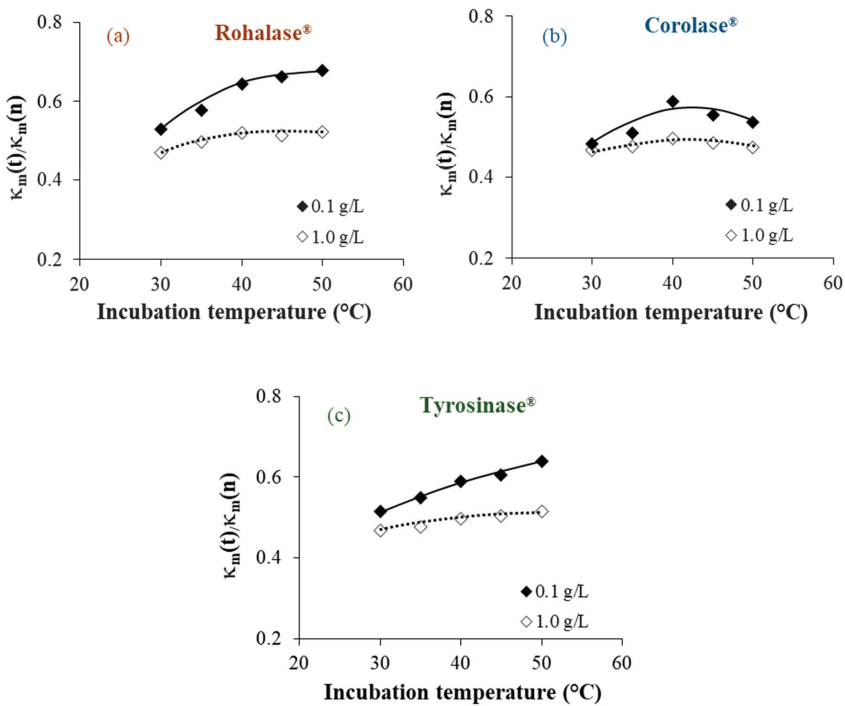 (a)
Rohalase®
κm(t)/κm(n)
0.8
0.6
0.4
0.2
0.1 g/L
1.0 g/L
20 30 40 50 60
Incubation temperature (°C)
(b)
Corolase®
κm(t)/κm(n)
0.8
0.6
0.4
0.2
0.1 g/L
1.0 g/L
20 30 40 50 60
Incubation temperature (°C)
(c)
Tyrosinase®
κm(t)/κm(n)
0.8
0.6
0.4
0.2
0.1 g/L
1.0 g/L
20 30 40 50 60
Incubation temperature (°C)